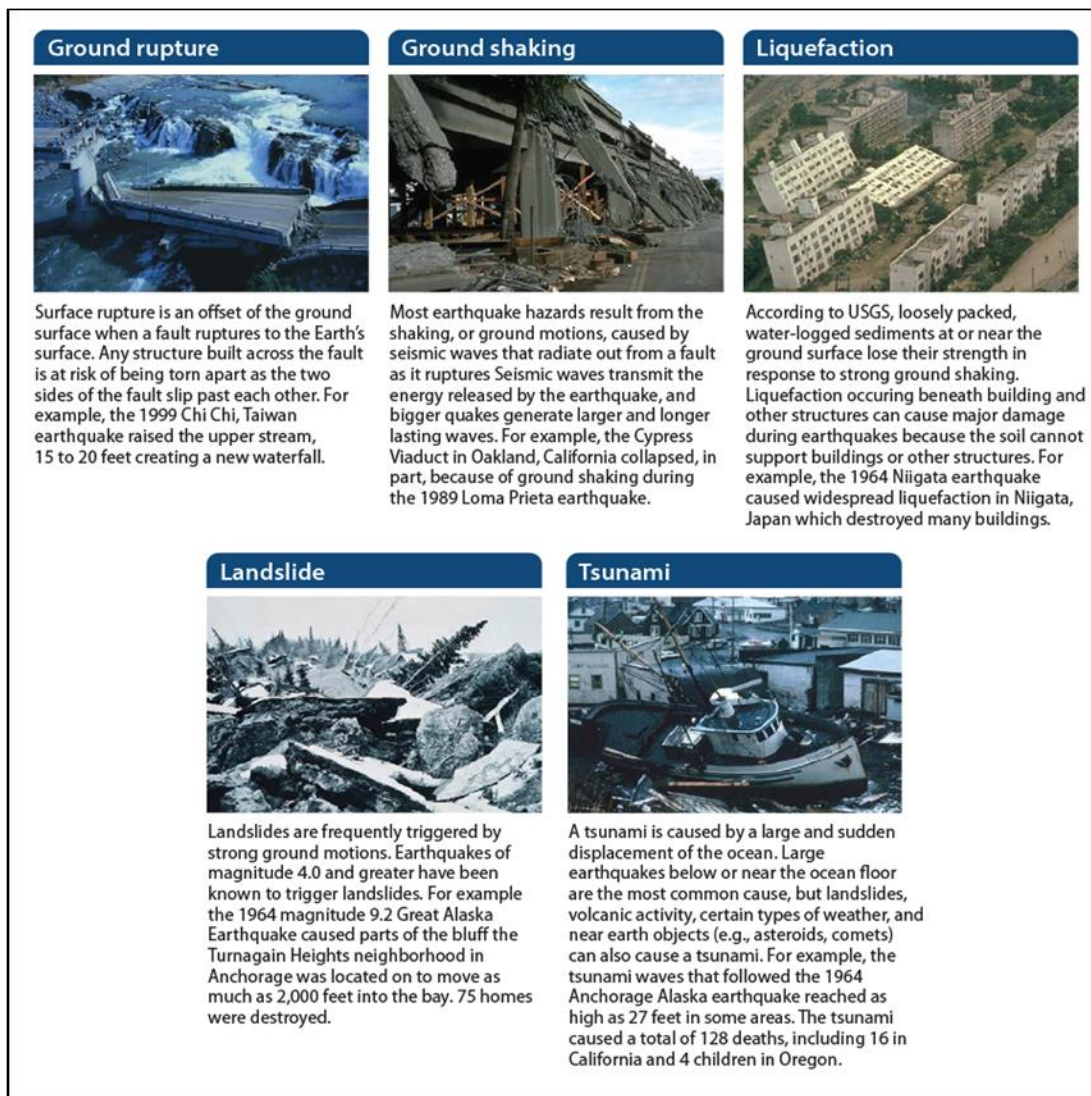 Ground rupture
Surface rupture is an offset of the ground
surface when a fault ruptures to the Earth's
surface. Any structure built across the fault
is at risk of being torn apart as the two
sides of the fault slip past each other. For
example, the 1999 Chi Chi, Taiwan
earthquake raised the upper stream,
15 to 20 feet creating a new waterfall.
Ground shaking
Most earthquake hazards result from the
shaking, or ground motions, caused by
seismic waves that radiate out from a fault
as it ruptures Seismic waves transmit the
energy released by the earthquake, and
bigger quakes generate larger and longer
lasting waves. For example, the Cypress
Viaduct in Oakland, California collapsed, in
part, because of ground shaking during
the 1989 Loma Prieta earthquake.
Liquefaction
According to USGS, loosely packed,
water-logged sediments at or near the
ground surface lose their strength in
response to strong ground shaking.
Liquefaction occuring beneath building and
other structures can cause major damage
during earthquakes because the soil cannot
support buildings or other structures. For
example, the 1964 Niigata earthquake
caused widespread liquefaction in Niigata,
Japan which destroyed many buildings.
Landslide
Landslides are frequently triggered by
strong ground motions. Earthquakes of
magnitude 4.0 and greater have been
known to trigger landslides. For example
the 1964 magnitude 9.2 Great Alaska
Earthquake caused parts of the bluff the
Turnagain Heights neighborhood in
Anchorage was located on to move as
much as 2,000 feet into the bay. 75 homes
were destroyed.
Tsunami
A tsunami is caused by a large and sudden
displacement of the ocean. Large
earthquakes below or near the ocean floor
are the most common cause, but landslides,
volcanic activity, certain types of weather, and
near earth objects (e.g., asteroids, comets)
can also cause a tsunami. For example, the
tsunami waves that followed the 1964
Anchorage Alaska earthquake reached as
high as 27 feet in some areas. The tsunami
caused a total of 128 deaths, including 16 in
California and 4 children in Oregon.